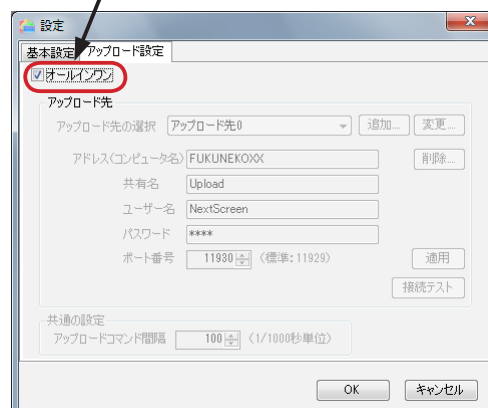 設定
基本設定 アップロード設定
オールインワン
アップロード先
アップロード先の選択 アップロード先0 追加... 変更...
アドレス(コンピュータ名) FUKUNEKOXX 削除...
共有名 Upload
ユーザー名 NextScreen
パスワード ****
ポート番号 11930 (標準:11929) 適用
接続テスト
共通の設定
アップロードコマンド間隔 100 (1/1000秒単位)
OK キャンセル